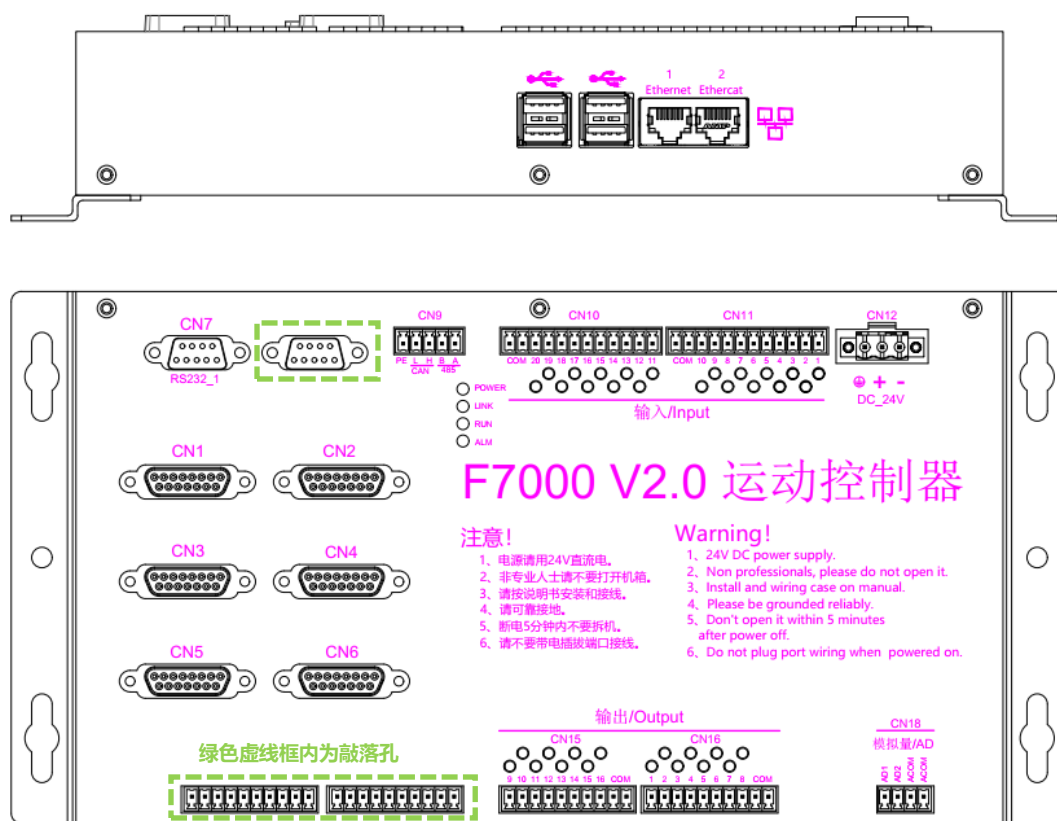 1 2
Ethernet Ethercat
CN7
RS232_1
CN9
PE L H B A
CAN 485
CN10
COM 20 19 18 17 16 15 14 13 12 11
CN11
COM 10 9 8 7 6 5 4 3 2 1
输入/Input
CN12
+ -
DC_24V
POWER
LINK
RUN
ALM
CN1
CN2
F7000 V2.0 运动控制器
CN3
CN4
CN5
CN6
注意!
1、电源请用24V直流电。
2、非专业人士请不要打开机箱。
3、请按说明书安装和接线。
4、请可靠接地。
5、断电5分钟内不要拆机。
6、请不要带电插拔端口接线。
Warning!
1、24V DC power supply.
2、Non professionals, please do not open it.
3、Install and wiring case on manual.
4、Please be grounded reliably.
5、Don't open it within 5 minutes
after power off.
6、Do not plug port wiring when powered on.
绿色虚线框内为敲落孔
输出/Output
CN15
9 10 11 12 13 14 15 16 COM
CN16
1 2 3 4 5 6 7 8 COM
CN18
模拟量/AD
AD1
AD2
ACOM
ACOM